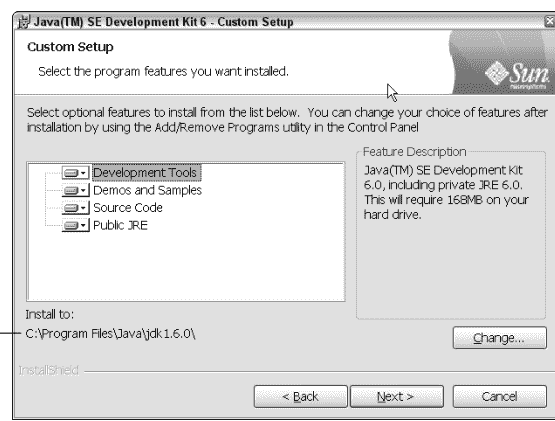 Java(TM) SE Development Kit 6 - Custom Setup
Custom Setup
Select the program features you want installed.
Sun
microsystems
Select optional features to install from the list below. You can change your choice of features after
installation by using the Add/Remove Programs utility in the Control Panel
Development Tools
Demos and Samples
Source Code
Public JRE
Feature Description
Java(TM) SE Development Kit
6.0, including private JRE 6.0.
This will require 168MB on your
hard drive.
Install to:
C:\Program Files\Java\jdk1.6.0\
Change...
InstallShield
< Back
Next >
Cancel